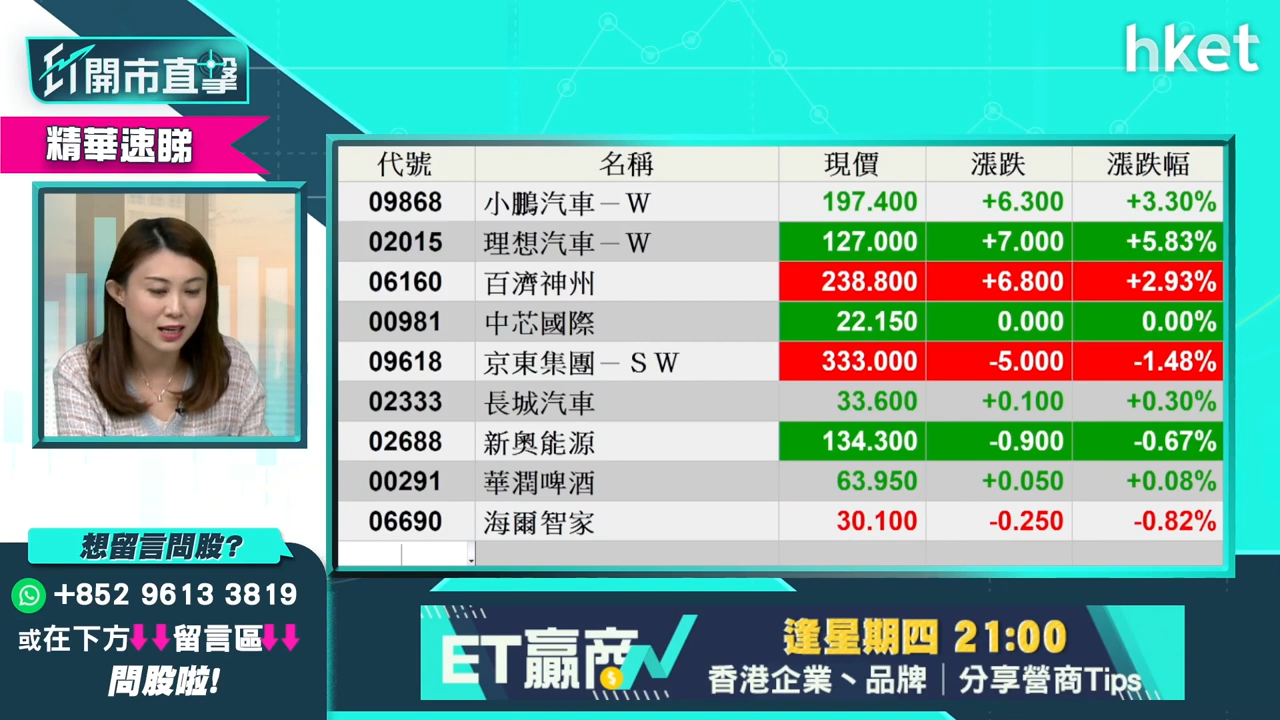 ET開市直擊
hket
精華速睇
代號 名稱 現價 漲跌 漲跌幅
09868 小鵬汽車－W 197.400 +6.300 +3.30%
02015 理想汽車－W 127.000 +7.000 +5.83%
06160 百濟神州 238.800 +6.800 +2.93%
00981 中芯國際 22.150 0.000 0.00%
09618 京東集團－ＳＷ 333.000 -5.000 -1.48%
02333 長城汽車 33.600 +0.100 +0.30%
02688 新奧能源 134.300 -0.900 -0.67%
00291 華潤啤酒 63.950 +0.050 +0.08%
06690 海爾智家 30.100 -0.250 -0.82%
想留言問股?
+852 9613 3819
或在下方⬇⬇留言區⬇⬇
問股啦!
ET贏商
逢星期四 21:00
香港企業、品牌｜分享營商Tips